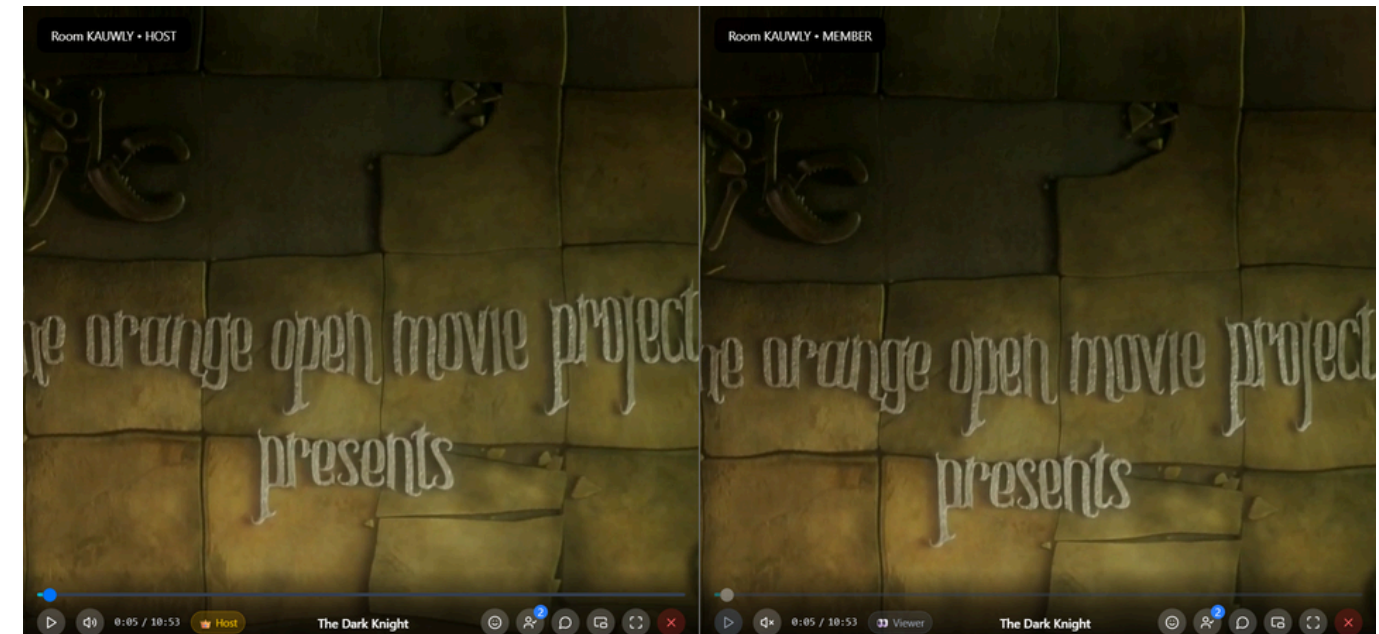 Room KAUWLY • HOST
he orange open movie project
presents
0:05 / 10:53
Host
The Dark Knight
2
Room KAUWLY • MEMBER
he orange open movie project
presents
0:05 / 10:53
Viewer
The Dark Knight
2